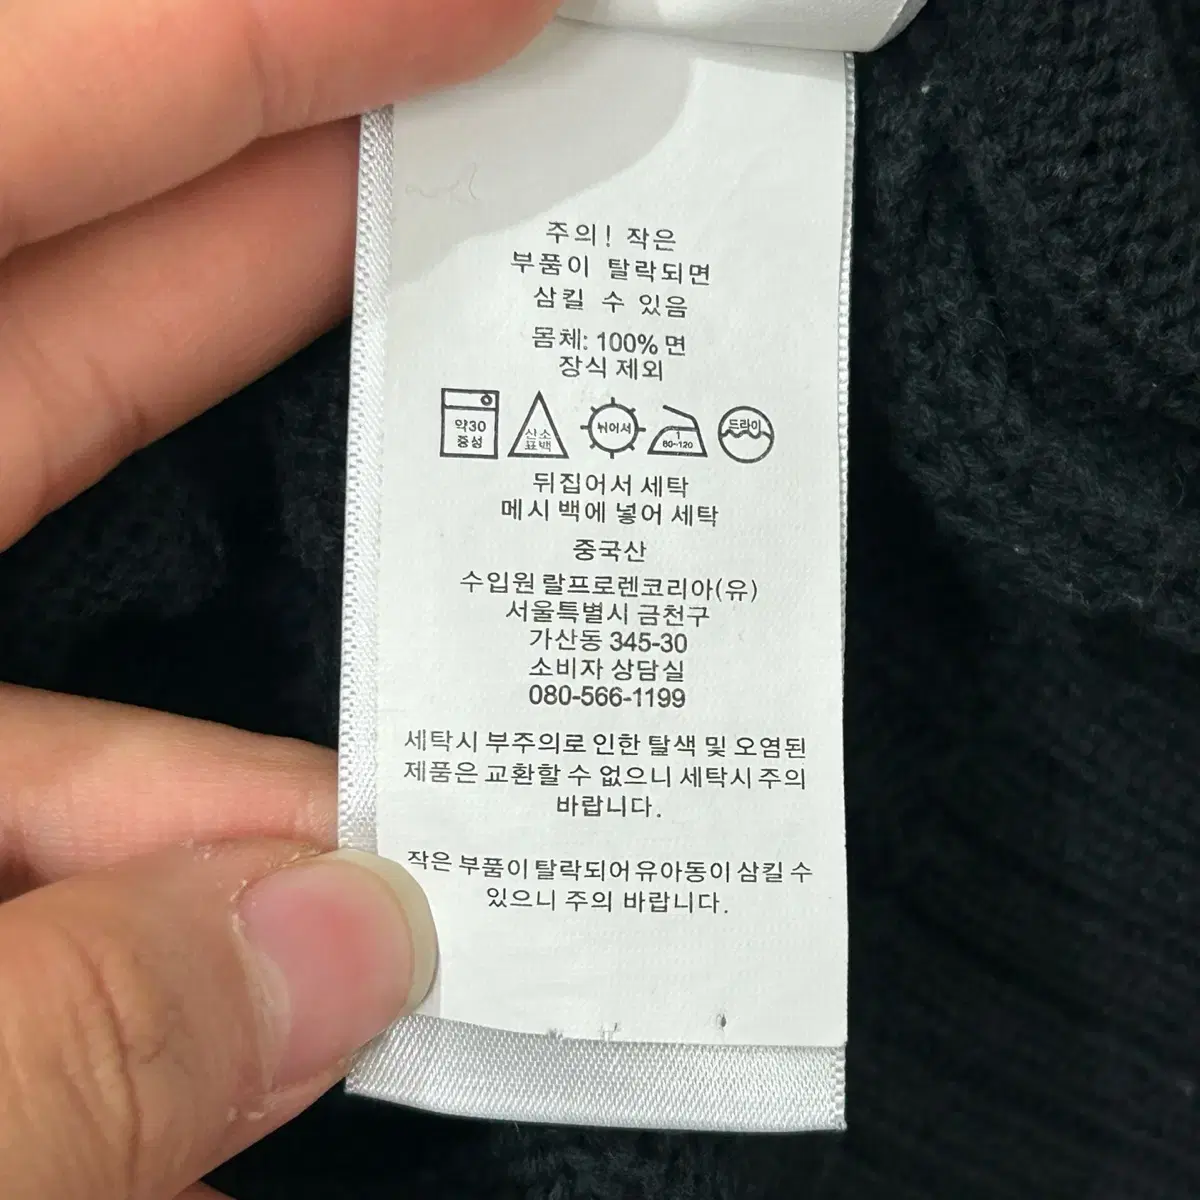 주의! 작은
부품이 탈락되면
삼킬 수 있음
몸체: 100% 면
장식 제외
약30
중성
산소
표백
뉘어서
1
80~120
드라이
뒤집어서 세탁
메시 백에 넣어 세탁
중국산
수입원 랄프로렌코리아(유)
서울특별시 금천구
가산동 345-30
소비자 상담실
080-566-1199
세탁시 부주의로 인한 탈색 및 오염된
제품은 교환할 수 없으니 세탁시 주의
바랍니다.
작은 부품이 탈락되어 유아동이 삼킬 수
있으니 주의 바랍니다.